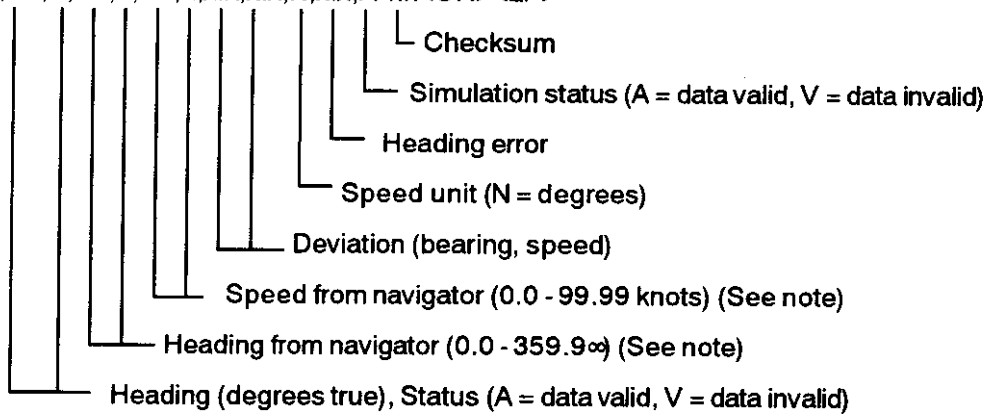 Checksum
Simulation status (A = data valid, V = data invalid)
Heading error
Speed unit (N = degrees)
Deviation (bearing, speed)
Speed from navigator (0.0 - 99.99 knots) (See note)
Heading from navigator (0.0 - 359.9∞) (See note)
Heading (degrees true), Status (A = data valid, V = data invalid)